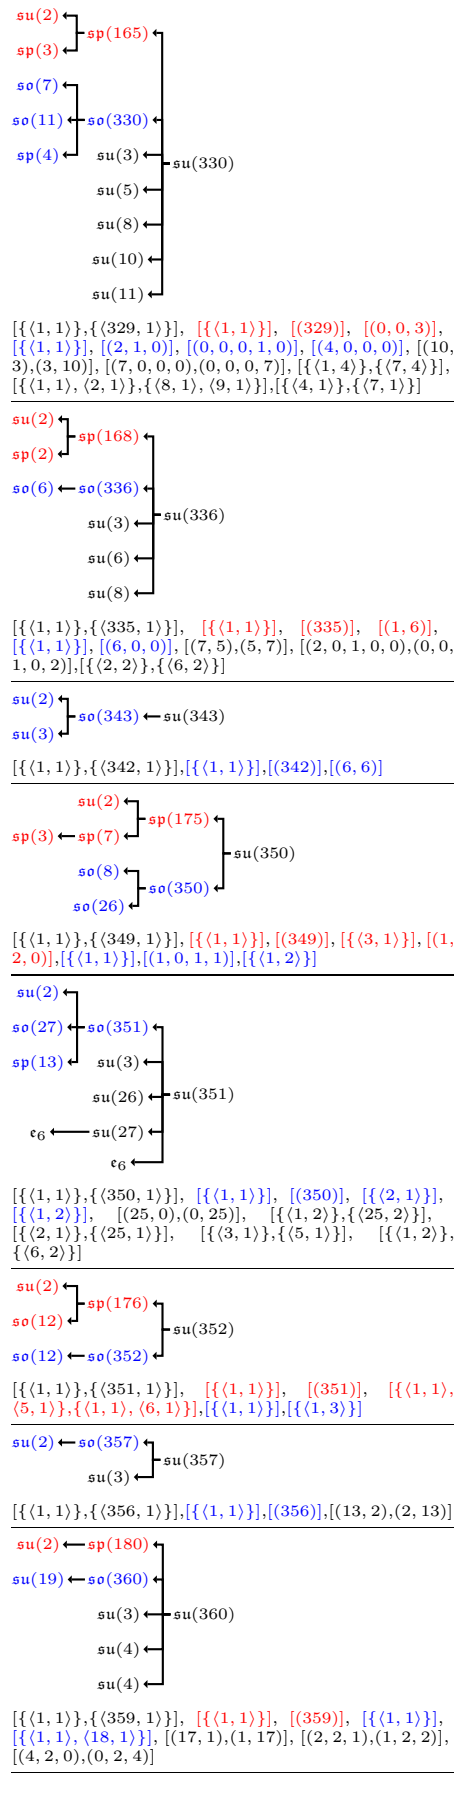 𝔰𝔲(2)
𝔰𝔭(165)
𝔰𝔭(3)
𝔰𝔬(7)
𝔰𝔬(11) 𝔰𝔬(330)
𝔰𝔭(4) 𝔰𝔲(3)
𝔰𝔲(330)
𝔰𝔲(5)
𝔰𝔲(8)
𝔰𝔲(10)
𝔰𝔲(11)
[{⟨1, 1⟩},{⟨329, 1⟩}], [{⟨1, 1⟩}], [(329)], [(0, 0, 3)],
[{⟨1, 1⟩}], [(2, 1, 0)], [(0, 0, 0, 1, 0)], [(4, 0, 0, 0)], [(10,
3),(3, 10)], [(7, 0, 0, 0),(0, 0, 0, 7)], [{⟨1, 4⟩},{⟨7, 4⟩}],
[{⟨1, 1⟩, ⟨2, 1⟩},{⟨8, 1⟩, ⟨9, 1⟩}],[{⟨4, 1⟩},{⟨7, 1⟩}]
𝔰𝔲(2)
𝔰𝔭(168)
𝔰𝔭(2)
𝔰𝔬(6) 𝔰𝔬(336)
𝔰𝔲(336)
𝔰𝔲(3)
𝔰𝔲(6)
𝔰𝔲(8)
[{⟨1, 1⟩},{⟨335, 1⟩}], [{⟨1, 1⟩}], [(335)], [(1, 6)],
[{⟨1, 1⟩}], [(6, 0, 0)], [(7, 5),(5, 7)], [(2, 0, 1, 0, 0),(0, 0,
1, 0, 2)],[{⟨2, 2⟩},{⟨6, 2⟩}]
𝔰𝔲(2)
𝔰𝔬(343) 𝔰𝔲(343)
𝔰𝔲(3)
[{⟨1, 1⟩},{⟨342, 1⟩}],[{⟨1, 1⟩}],[(342)],[(6, 6)]
𝔰𝔲(2)
𝔰𝔭(175)
𝔰𝔭(3) 𝔰𝔭(7)
𝔰𝔲(350)
𝔰𝔬(8)
𝔰𝔬(350)
𝔰𝔬(26)
[{⟨1, 1⟩},{⟨349, 1⟩}], [{⟨1, 1⟩}], [(349)], [{⟨3, 1⟩}], [(1,
2, 0)],[{⟨1, 1⟩}],[(1, 0, 1, 1)],[{⟨1, 2⟩}]
𝔰𝔲(2)
𝔰𝔬(27) 𝔰𝔬(351)
𝔰𝔭(13) 𝔰𝔲(3)
𝔰𝔲(26) 𝔰𝔲(351)
𝔢₆ 𝔰𝔲(27)
𝔢₆
[{⟨1, 1⟩},{⟨350, 1⟩}], [{⟨1, 1⟩}], [(350)], [{⟨2, 1⟩}],
[{⟨1, 2⟩}], [(25, 0),(0, 25)], [{⟨1, 2⟩},{⟨25, 2⟩}],
[{⟨2, 1⟩},{⟨25, 1⟩}], [{⟨3, 1⟩},{⟨5, 1⟩}], [{⟨1, 2⟩},
{⟨6, 2⟩}]
𝔰𝔲(2)
𝔰𝔭(176)
𝔰𝔬(12)
𝔰𝔲(352)
𝔰𝔬(12) 𝔰𝔬(352)
[{⟨1, 1⟩},{⟨351, 1⟩}], [{⟨1, 1⟩}], [(351)], [{⟨1, 1⟩,
⟨5, 1⟩},{⟨1, 1⟩, ⟨6, 1⟩}],[{⟨1, 1⟩}],[{⟨1, 3⟩}]
𝔰𝔲(2) 𝔰𝔬(357)
𝔰𝔲(357)
𝔰𝔲(3)
[{⟨1, 1⟩},{⟨356, 1⟩}],[{⟨1, 1⟩}],[(356)],[(13, 2),(2, 13)]
𝔰𝔲(2) 𝔰𝔭(180)
𝔰𝔲(19) 𝔰𝔬(360)
𝔰𝔲(3) 𝔰𝔲(360)
𝔰𝔲(4)
𝔰𝔲(4)
[{⟨1, 1⟩},{⟨359, 1⟩}], [{⟨1, 1⟩}], [(359)], [{⟨1, 1⟩}],
[{⟨1, 1⟩, ⟨18, 1⟩}], [(17, 1),(1, 17)], [(2, 2, 1),(1, 2, 2)],
[(4, 2, 0),(0, 2, 4)]